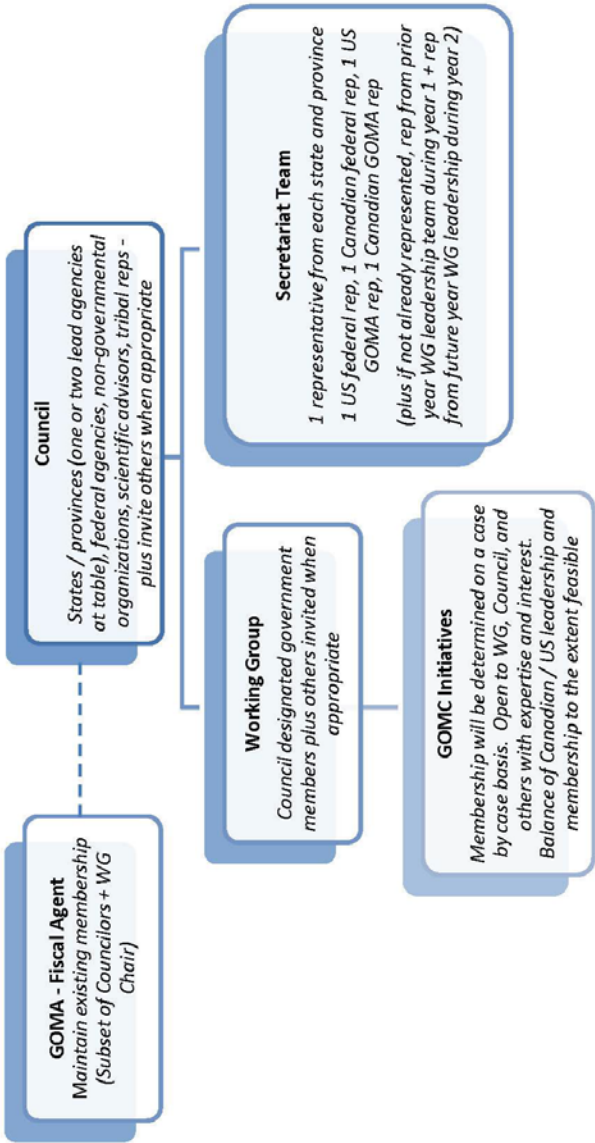 GOMA - Fiscal Agent
Maintain existing membership
(Subset of Councilors + WG
Chair)
Council
States / provinces (one or two lead agencies
at table), federal agencies, non-governmental
organizations, scientific advisors, tribal reps -
plus invite others when appropriate
Working Group
Council designated government
members plus others invited when
appropriate
Secretariat Team
1 representative from each state and province
1 US federal rep, 1 Canadian federal rep, 1 US
GOMA rep, 1 Canadian GOMA rep
(plus if not already represented, rep from prior
year WG leadership team during year 1 + rep
from future year WG leadership during year 2)
GOMC Initiatives
Membership will be determined on a case
by case basis. Open to WG, Council, and
others with expertise and interest.
Balance of Canadian / US leadership and
membership to the extent feasible